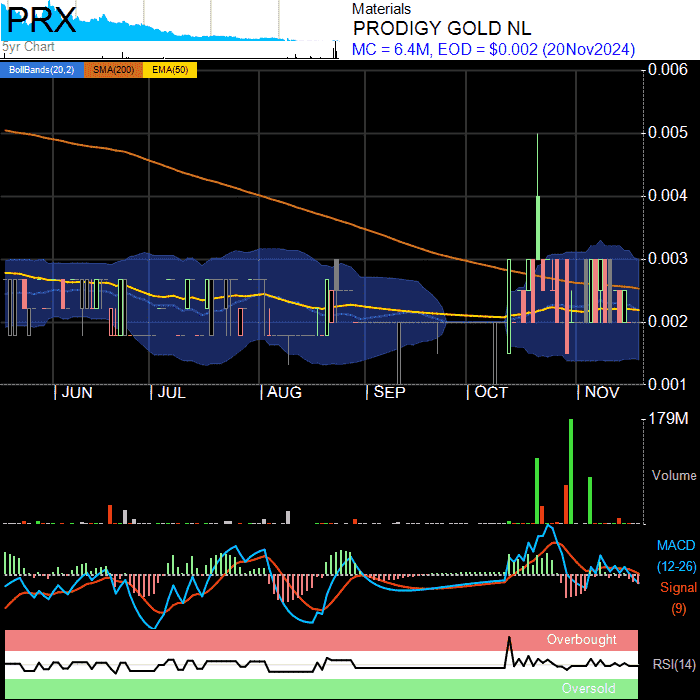 PRX
5yr Chart
Materials
PRODIGY GOLD NL
MC = 6.4M, EOD = $0.002 (20Nov2024)
BollBands(20,2) SMA(200) EMA(50)
0.006
0.005
0.004
0.003
0.002
0.001
JUN JUL AUG SEP OCT NOV
179M
Volume
MACD
(12-26)
Signal
(9)
Overbought
RSI(14)
Oversold